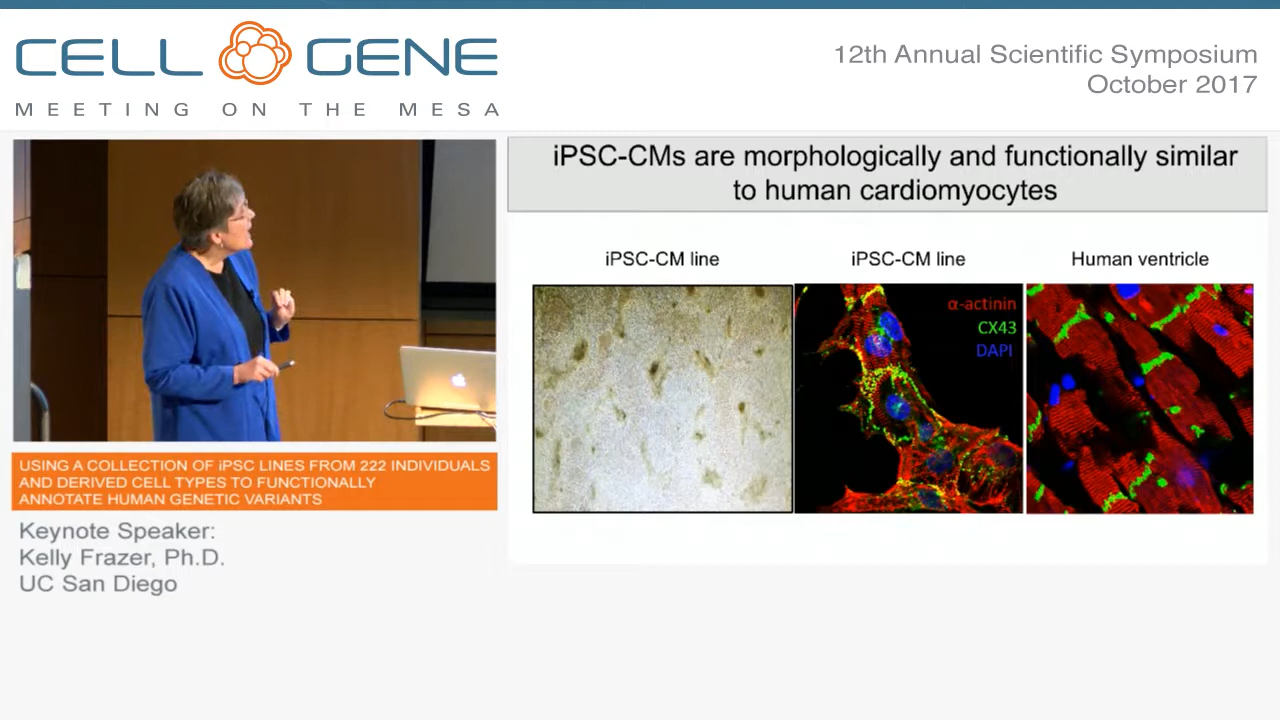 CELL GENE
MEETING ON THE MESA
12th Annual Scientific Symposium
October 2017
USING A COLLECTION OF iPSC LINES FROM 222 INDIVIDUALS
AND DERIVED CELL TYPES TO FUNCTIONALLY
ANNOTATE HUMAN GENETIC VARIANTS
Keynote Speaker:
Kelly Frazer, Ph.D.
UC San Diego
iPSC-CMs are morphologically and functionally similar
to human cardiomyocytes
iPSC-CM line
iPSC-CM line
Human ventricle
α-actinin
CX43
DAPI